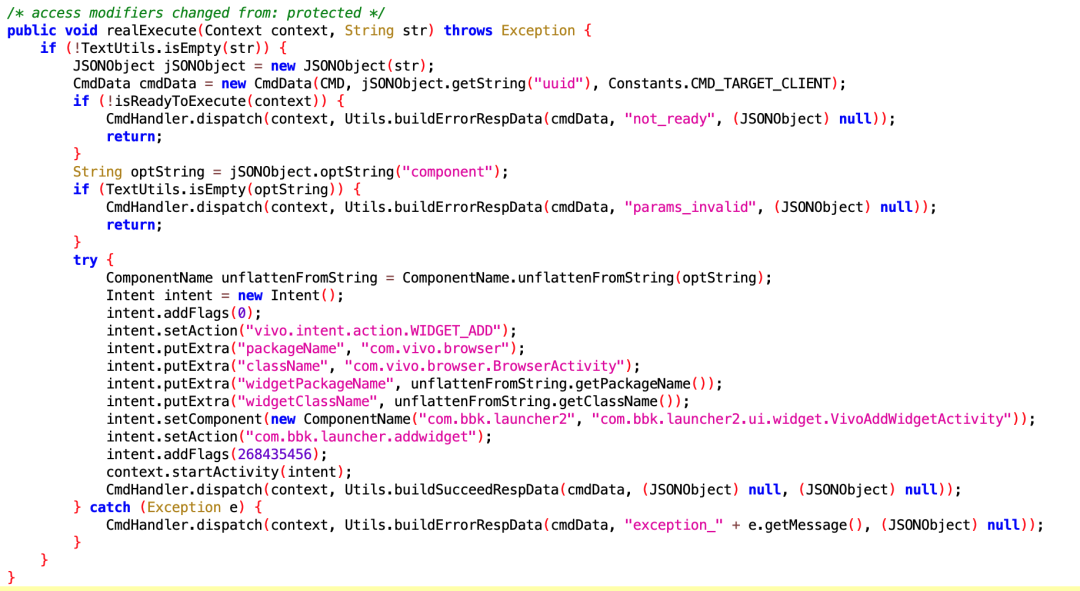 /* access modifiers changed from: protected */
public void realExecute(Context context, String str) throws Exception {
    if (!TextUtils.isEmpty(str)) {
        JSONObject jSONObject = new JSONObject(str);
        CmdData cmdData = new CmdData(CMD, jSONObject.getString("uuid"), Constants.CMD_TARGET_CLIENT);
        if (!isReadyToExecute(context)) {
            CmdHandler.dispatch(context, Utils.buildErrorRespData(cmdData, "not_ready", (JSONObject) null));
            return;
        }
        String optString = jSONObject.optString("component");
        if (TextUtils.isEmpty(optString)) {
            CmdHandler.dispatch(context, Utils.buildErrorRespData(cmdData, "params_invalid", (JSONObject) null));
            return;
        }
        try {
            ComponentName unflattenFromString = ComponentName.unflattenFromString(optString);
            Intent intent = new Intent();
            intent.addFlags(0);
            intent.setAction("vivo.intent.action.WIDGET_ADD");
            intent.putExtra("packageName", "com.vivo.browser");
            intent.putExtra("className", "com.vivo.browser.BrowserActivity");
            intent.putExtra("widgetPackageName", unflattenFromString.getPackageName());
            intent.putExtra("widgetClassName", unflattenFromString.getClassName());
            intent.setComponent(new ComponentName("com.bbk.launcher2", "com.bbk.launcher2.ui.widget.VivoAddWidgetActivity"));
            intent.setAction("com.bbk.launcher.addwidget");
            intent.addFlags(268435456);
            context.startActivity(intent);
            CmdHandler.dispatch(context, Utils.buildSucceedRespData(cmdData, (JSONObject) null, (JSONObject) null));
        } catch (Exception e) {
            CmdHandler.dispatch(context, Utils.buildErrorRespData(cmdData, "exception_" + e.getMessage(), (JSONObject) null));
        }
    }
}